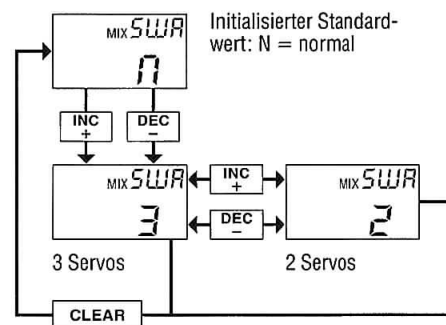 MIX SWA
n
Initialisierter Standard-
wert: N = normal
INC
+
DEC
–
MIX SWA
3
INC
+
DEC
–
MIX SWA
2
3 Servos
2 Servos
CLEAR